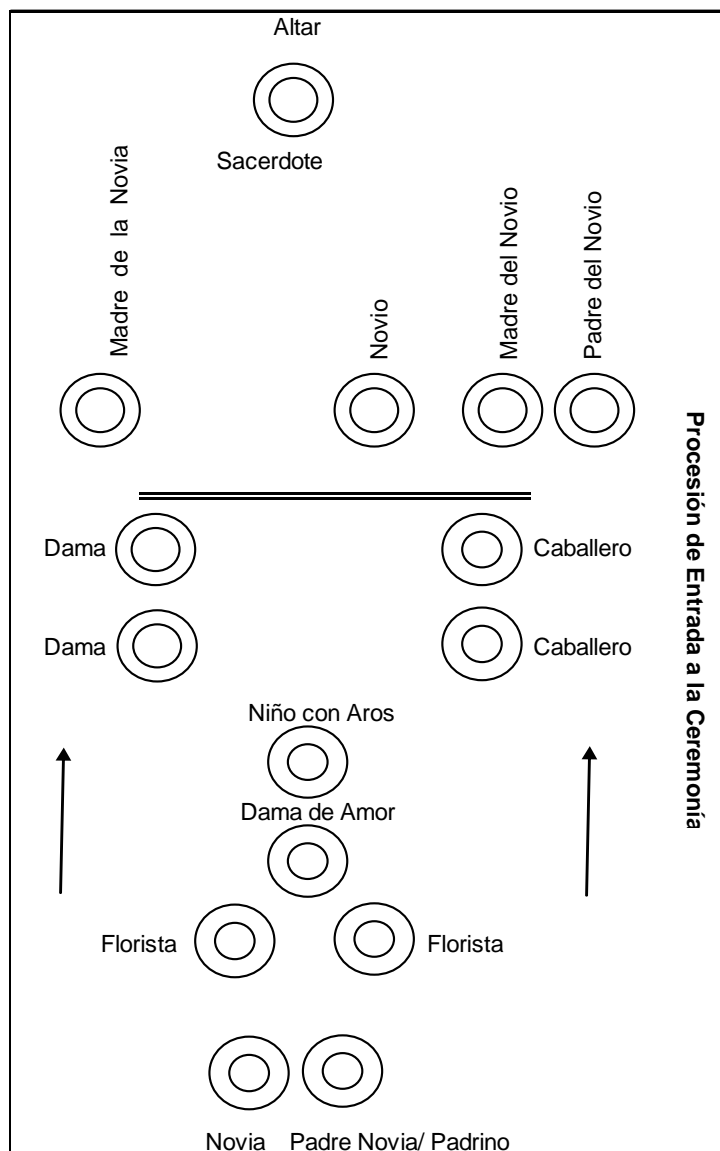 Altar
Sacerdote
Madre de la Novia
Novio
Madre del Novio
Padre del Novio
Procesión de Entrada a la Ceremonía
Dama
Caballero
Dama
Caballero
Niño con Aros
Dama de Amor
Florista
Florista
Novia
Padre Novia/ Padrino